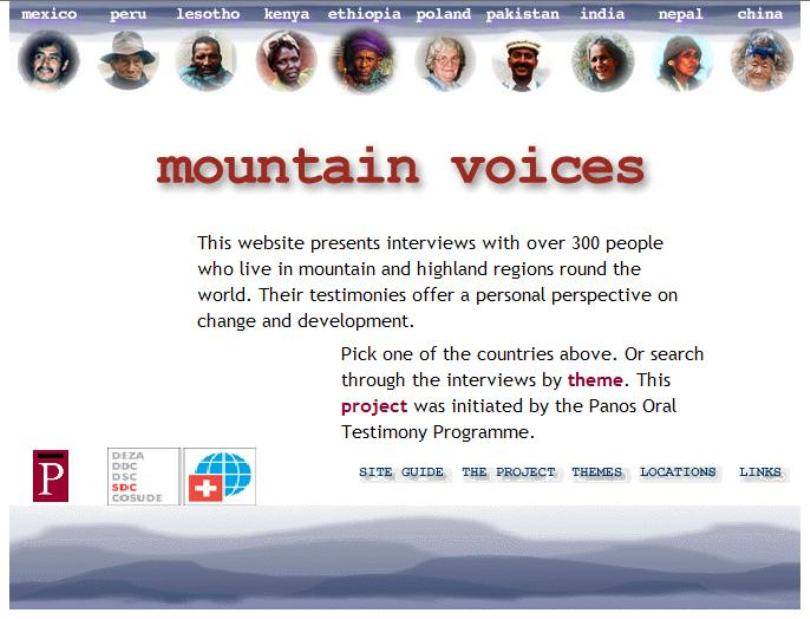 mexico peru lesotho kenya ethiopia poland pakistan india nepal china
mountain voices
This website presents interviews with over 300 people
who live in mountain and highland regions round the
world. Their testimonies offer a personal perspective on
change and development.
Pick one of the countries above. Or search
through the interviews by theme. This
project was initiated by the Panos Oral
Testimony Programme.
P
DEZA
DDC
DSC
SDC
COSUDE
SITE GUIDE THE PROJECT THEMES LOCATIONS LINKS